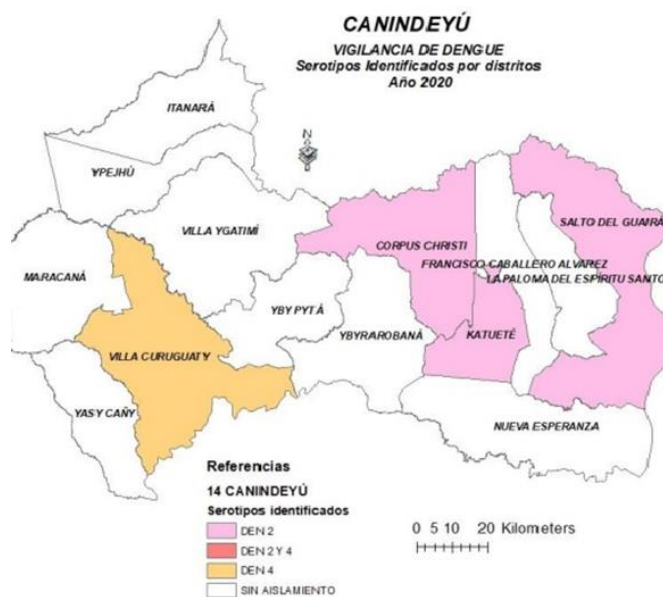 CANINDEYÚ
VIGILANCIA DE DENGUE
Serotipos Identificados por distritos
Año 2020
ITANARÁ
N
YPEJHÚ
VILLA YGATIMÍ
SALTO DEL GUAIRÁ
CORPUS CHRISTI
FRANCISCO CABALLERO ALVAREZ
MARACANÁ
LA PALOMA DEL ESPÍRITU SANTO
YBY PYTÁ
YBYRAROBANÁ
KATUETÉ
VILLA CURUGUATY
YASY CAÑY
NUEVA ESPERANZA
Referencias
14 CANINDEYÚ
Serotipos identificados
DEN 2
DEN 2 Y 4
DEN 4
SIN AISLAMIENTO
0 5 10 20 Kilometers